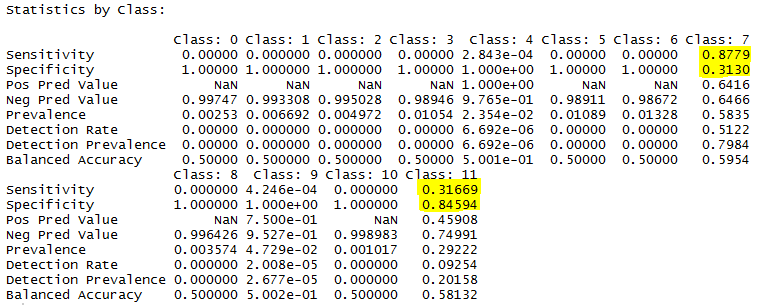 Statistics by Class:
Class: 0 Class: 1 Class: 2 Class: 3 Class: 4 Class: 5 Class: 6 Class: 7
Sensitivity 0.00000 0.000000 0.000000 0.00000 2.843e-04 0.00000 0.00000 0.8779
Specificity 1.00000 1.000000 1.000000 1.00000 1.000e+00 1.00000 1.00000 0.3130
Pos Pred Value NaN NaN NaN NaN 1.000e+00 NaN NaN 0.6416
Neg Pred Value 0.99747 0.993308 0.995028 0.98946 9.765e-01 0.98911 0.98672 0.6466
Prevalence 0.00253 0.006692 0.004972 0.01054 2.354e-02 0.01089 0.01328 0.5835
Detection Rate 0.00000 0.000000 0.000000 0.00000 6.692e-06 0.00000 0.00000 0.5122
Detection Prevalence 0.00000 0.000000 0.000000 0.00000 6.692e-06 0.00000 0.00000 0.7984
Balanced Accuracy 0.50000 0.500000 0.500000 0.50000 5.001e-01 0.50000 0.50000 0.5954
Class: 8 Class: 9 Class: 10 Class: 11
Sensitivity 0.000000 4.246e-04 0.000000 0.31669
Specificity 1.000000 1.000e+00 1.000000 0.84594
Pos Pred Value NaN 7.500e-01 NaN 0.45908
Neg Pred Value 0.996426 9.527e-01 0.998983 0.74991
Prevalence 0.003574 4.729e-02 0.001017 0.29222
Detection Rate 0.000000 2.008e-05 0.000000 0.09254
Detection Prevalence 0.000000 2.677e-05 0.000000 0.20158
Balanced Accuracy 0.500000 5.002e-01 0.500000 0.58132